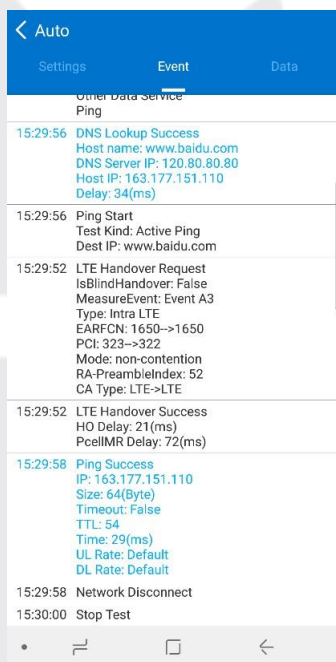 Auto
Settings
Event
Data
Other Data Service
Ping
15:29:56 DNS Lookup Success
Host name: www.baidu.com
DNS Server IP: 120.80.80.80
Host IP: 163.177.151.110
Delay: 34(ms)
15:29:56 Ping Start
Test Kind: Active Ping
Dest IP: www.baidu.com
15:29:52 LTE Handover Request
IsBlindHandover: False
MeasureEvent: Event A3
Type: Intra LTE
EARFCN: 1650-->1650
PCI: 323-->322
Mode: non-contention
RA-PreambleIndex: 52
CA Type: LTE->LTE
15:29:52 LTE Handover Success
HO Delay: 21(ms)
PcellMR Delay: 72(ms)
15:29:58 Ping Success
IP: 163.177.151.110
Size: 64(Byte)
Timeout: False
TTL: 54
Time: 29(ms)
UL Rate: Default
DL Rate: Default
15:29:58 Network Disconnect
15:30:00 Stop Test